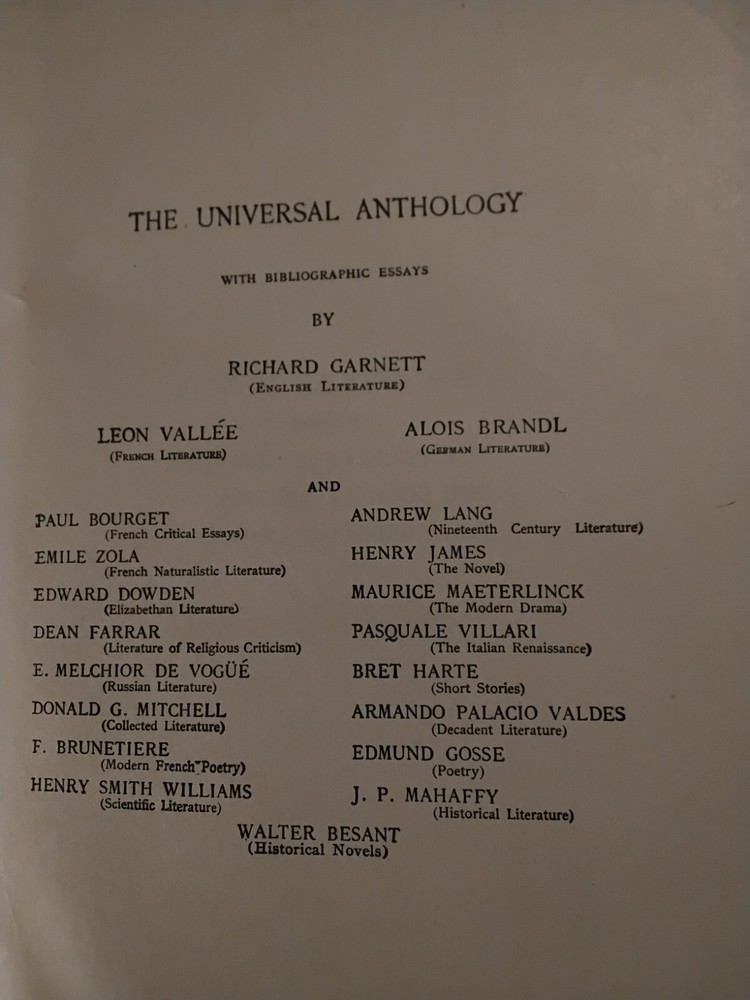 THE UNIVERSAL ANTHOLOGY
WITH BIBLIOGRAPHIC ESSAYS
BY
RICHARD GARNETT
(ENGLISH LITERATURE)
LEON VALLÉE
(FRENCH LITERATURE)
ALOIS BRANDL
(GERMAN LITERATURE)
AND
PAUL BOURGET
(French Critical Essays)
EMILE ZOLA
(French Naturalistic Literature)
EDWARD DOWDEN
(Elizabethan Literature)
DEAN FARRAR
(Literature of Religious Criticism)
E. MELCHIOR DE VOGÜÉ
(Russian Literature)
DONALD G. MITCHELL
(Collected Literature)
F. BRUNETIERE
(Modern French Poetry)
HENRY SMITH WILLIAMS
(Scientific Literature)
ANDREW LANG
(Nineteenth Century Literature)
HENRY JAMES
(The Novel)
MAURICE MAETERLINCK
(The Modern Drama)
PASQUALE VILLARI
(The Italian Renaissance)
BRET HARTE
(Short Stories)
ARMANDO PALACIO VALDES
(Decadent Literature)
EDMUND GOSSE
(Poetry)
J. P. MAHAFFY
(Historical Literature)
WALTER BESANT
(Historical Novels)